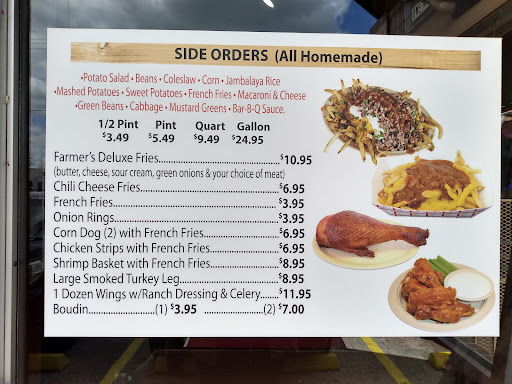 SIDE ORDERS (All Homemade)
•Potato Salad •Beans •Coleslaw •Corn •Jambalaya Rice
•Mashed Potatoes •Sweet Potatoes •French Fries •Macaroni & Cheese
•Green Beans •Cabbage •Mustard Greens •Bar-B-Q Sauce.
1/2 Pint Pint Quart Gallon
$3.49 $5.49 $9.49 $24.95
Farmer's Deluxe Fries...............................$10.95
(butter, cheese, sour cream, green onions & your choice of meat)
Chili Cheese Fries....................................$6.95
French Fries............................................$3.95
Onion Rings............................................$3.95
Corn Dog (2) with French Fries...................$6.95
Chicken Strips with French Fries.................$6.95
Shrimp Basket with French Fries.................$8.95
Large Smoked Turkey Leg.........................$8.95
1 Dozen Wings w/Ranch Dressing & Celery......$11.95
Boudin.................(1) $3.95 ...............(2) $7.00